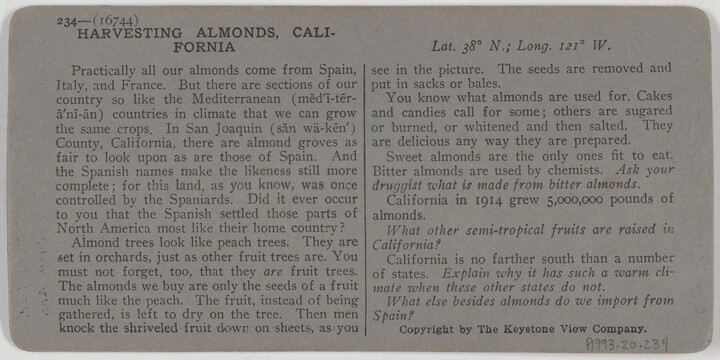 234—(16744)
HARVESTING ALMONDS, CALI-
FORNIA
Lat. 38° N.; Long. 121° W.
Practically all our almonds come from Spain,
Italy, and France. But there are sections of our
country so like the Mediterranean (mĕd'ĭ-tĕr-
ā'nĭ-ăn) countries in climate that we can grow
the same crops. In San Joaquin (săn wä-kēn')
County, California, there are almond groves as
fair to look upon as are those of Spain. And
the Spanish names make the likeness still more
complete; for this land, as you know, was once
controlled by the Spaniards. Did it ever occur
to you that the Spanish settled those parts of
North America most like their home country?
Almond trees look like peach trees. They are
set in orchards, just as other fruit trees are. You
must not forget, too, that they are fruit trees.
The almonds we buy are only the seeds of a fruit
much like the peach. The fruit, instead of being
gathered, is left to dry on the tree. Then men
knock the shriveled fruit down on sheets, as you
see in the picture. The seeds are removed and
put in sacks or bales.
You know what almonds are used for. Cakes
and candies call for some; others are sugared
or burned, or whitened and then salted. They
are delicious any way they are prepared.
Sweet almonds are the only ones fit to eat.
Bitter almonds are used by chemists. Ask your
druggist what is made from bitter almonds.
California in 1914 grew 5,000,000 pounds of
almonds.
What other semi-tropical fruits are raised in
California?
California is no farther south than a number
of states. Explain why it has such a warm cli-
mate when these other states do not.
What else besides almonds do we import from
Spain?
Copyright by The Keystone View Company.
A993.20.234